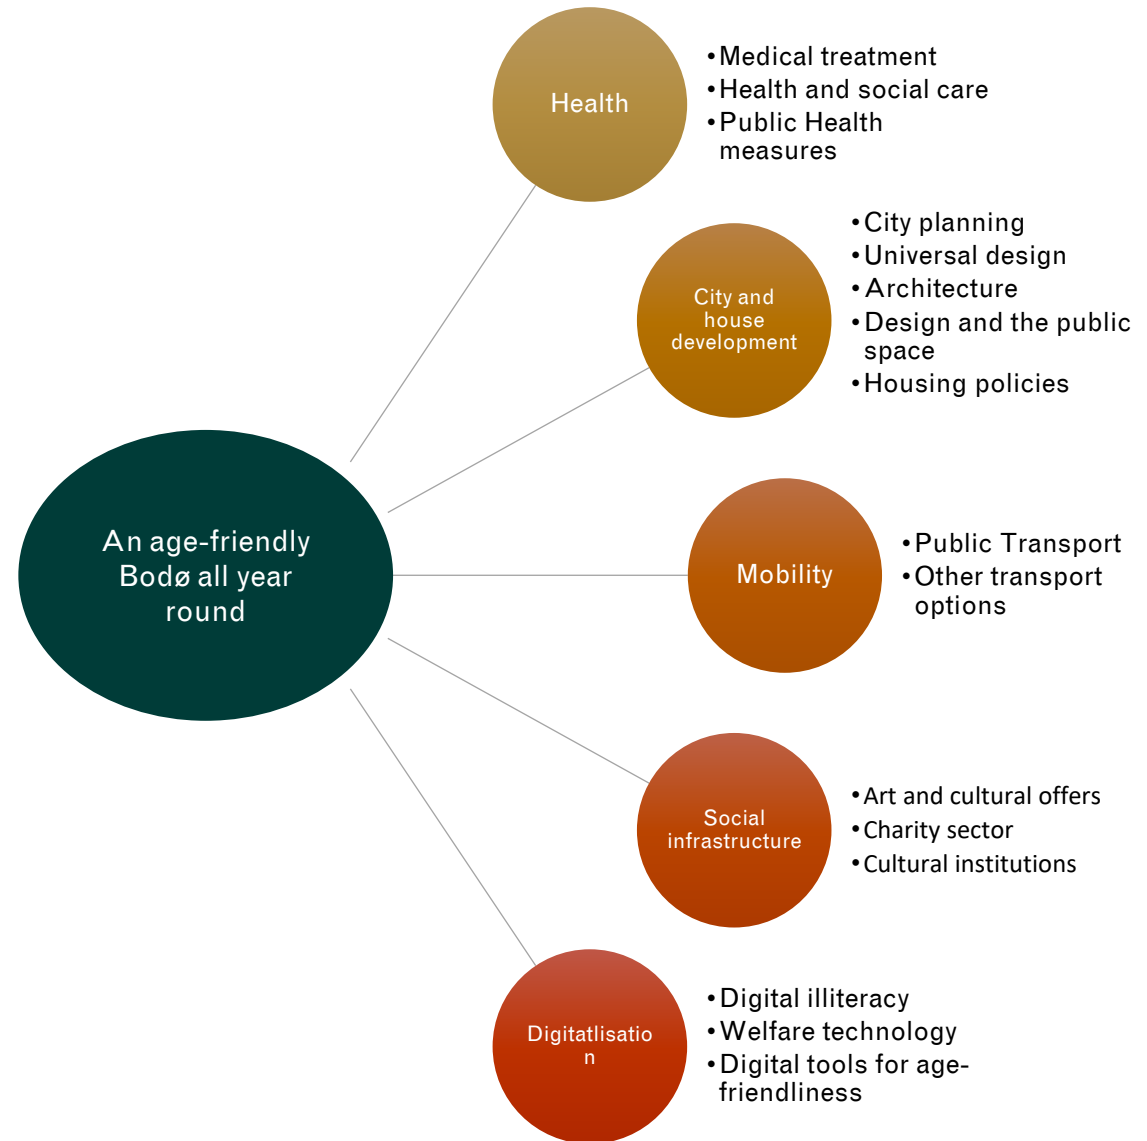 Health
• Medical treatment
• Health and social care
• Public Health
measures
City and
house
development
• City planning
• Universal design
• Architecture
• Design and the public
space
• Housing policies
An age-friendly
Bodø all year
round
Mobility
• Public Transport
• Other transport
options
Social
infrastructure
• Art and cultural offers
• Charity sector
• Cultural institutions
Digitatlisatio
n
• Digital illiteracy
• Welfare technology
• Digital tools for age-
friendliness